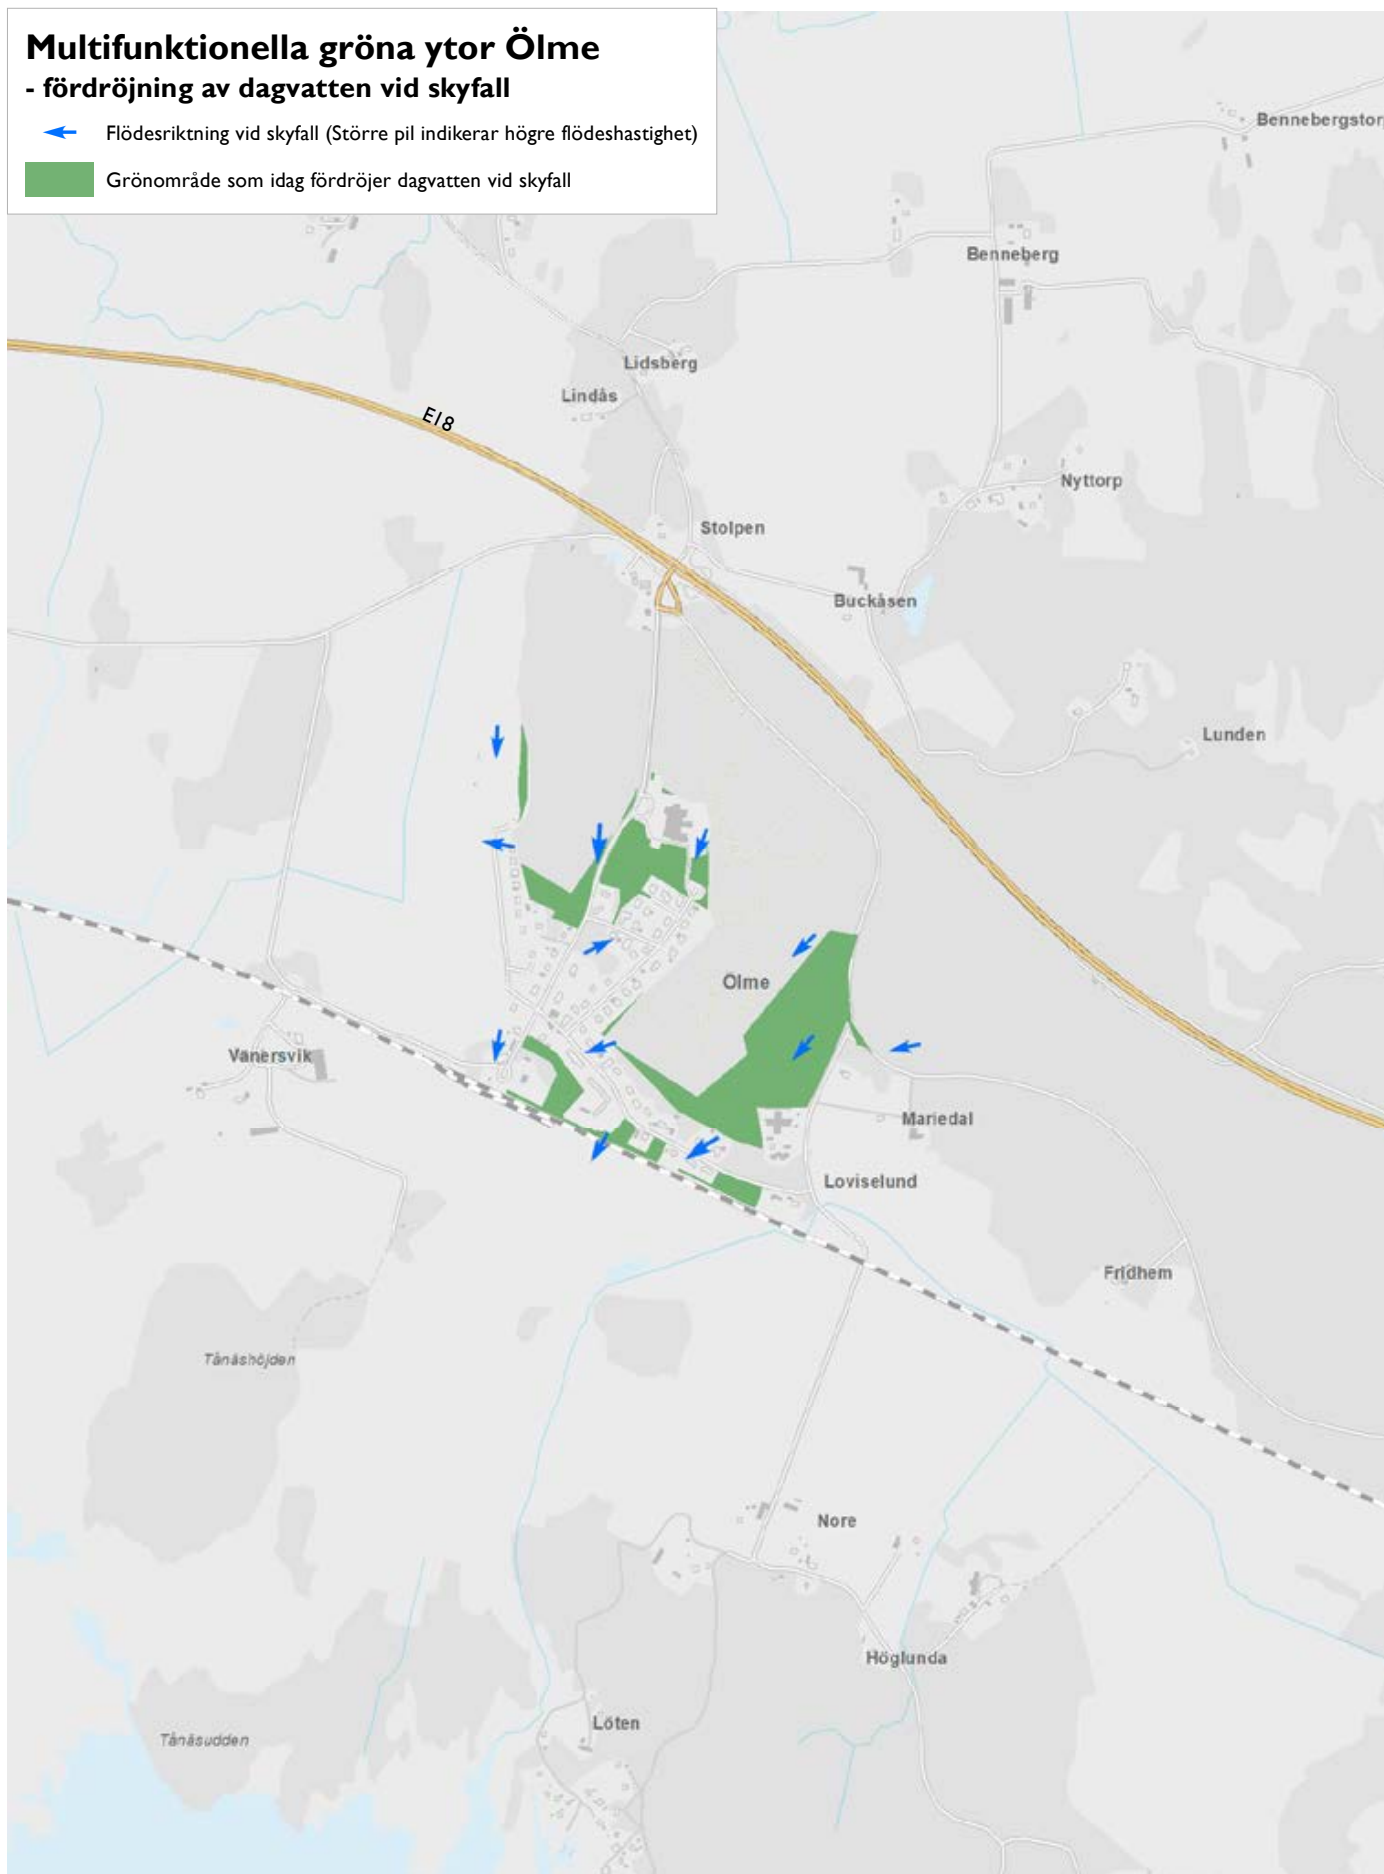 Multifunktionella gröna ytor Ölme
- fördröjning av dagvatten vid skyfall
Flödesriktning vid skyfall (Större pil indikerar högre flödeshastighet)
Grönområde som idag fördröjer dagvatten vid skyfall
Bennebergstorp
Benneberg
Lidsberg
Lindås
E18
Nyttorp
Stolpen
Buckåsen
Lunden
Ölme
Vänersvik
Mariedal
Loviselund
Fridhem
Tånäshöjden
Nore
Höglunda
Löten
Tånäsudden